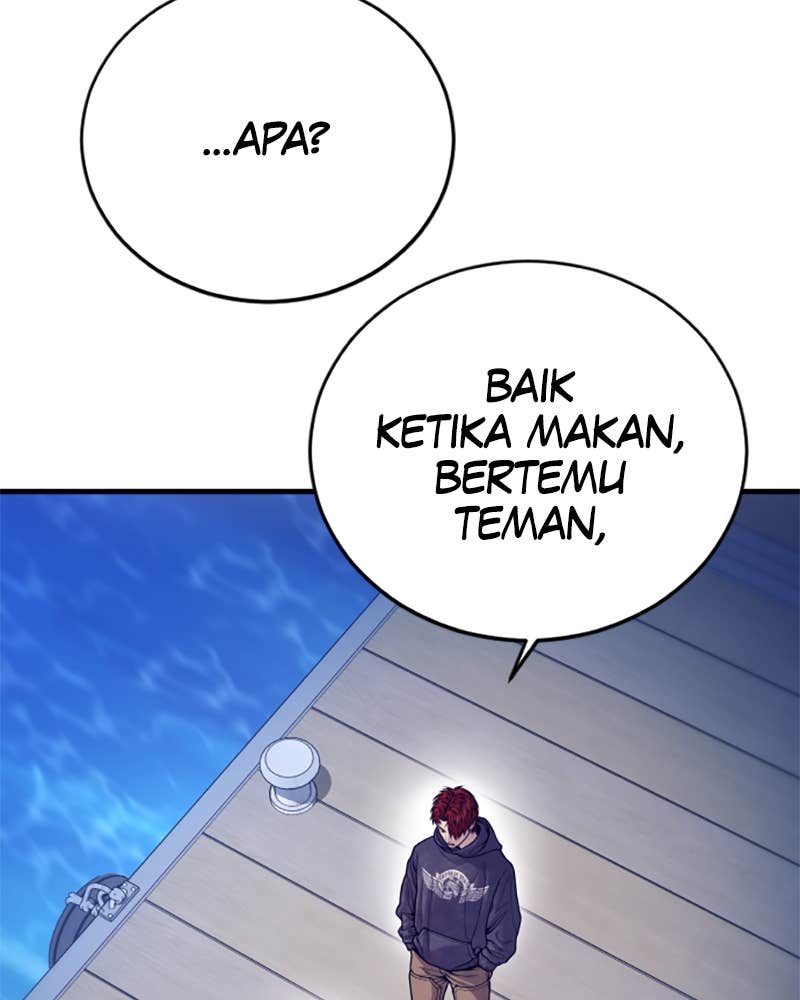 ...APA?
BAIK
KETIKA MAKAN,
BERTEMU
TEMAN,